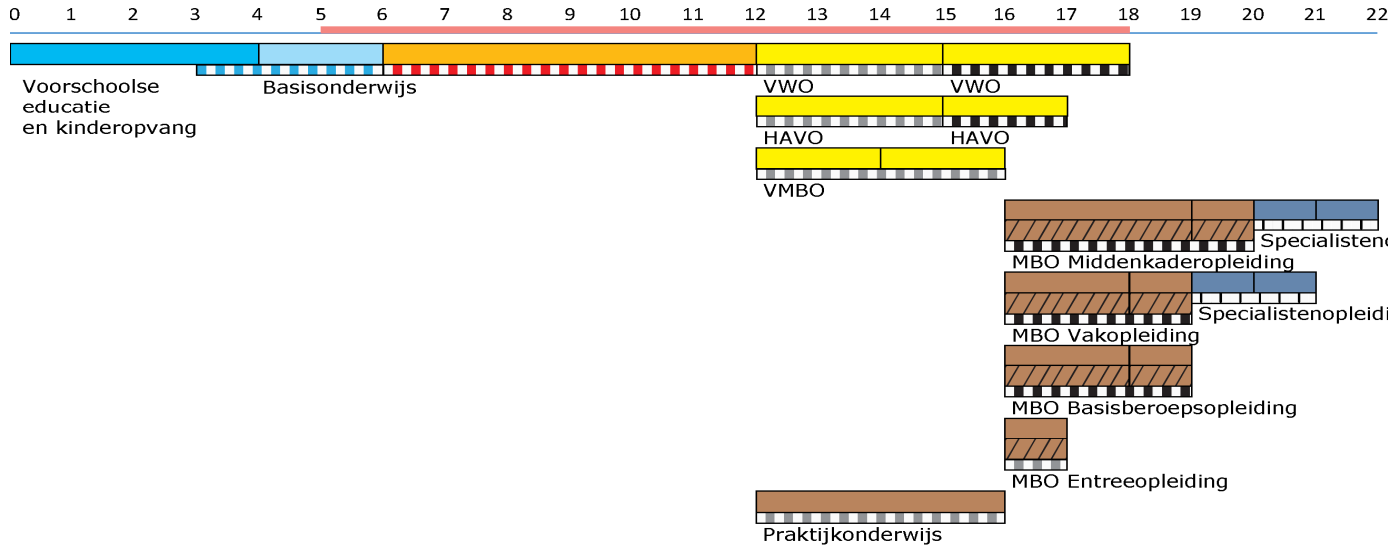 0 1 2 3 4 5 6 7 8 9 10 11 12 13 14 15 16 17 18 19 20 21 22
Voorschoolse
educatie
en kinderopvang
Basisonderwijs
VWO VWO
HAVO HAVO
VMBO
Specialisteno
MBO Middenkaderopleiding
Specialistenopleidi
MBO Vakopleiding
MBO Basisberoepsopleiding
MBO Entreeopleiding
Praktijkonderwijs